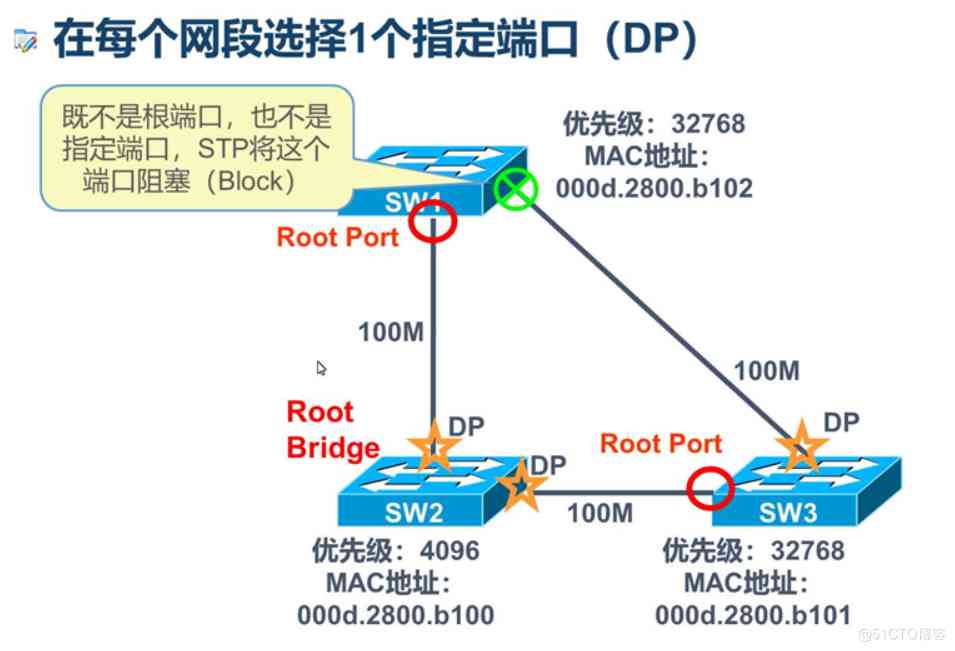 在每个网段选择1个指定端口（DP）
既不是根端口，也不是
指定端口，STP将这个
端口阻塞（Block）
优先级：32768
MAC地址：
000d.2800.b102
SW1
Root Port
100M
100M
Root
Bridge
DP
DP
Root Port
DP
SW2
100M
SW3
优先级：4096
MAC地址：
000d.2800.b100
优先级：32768
MAC地址：
000d.2800.b101
@51CTO博客